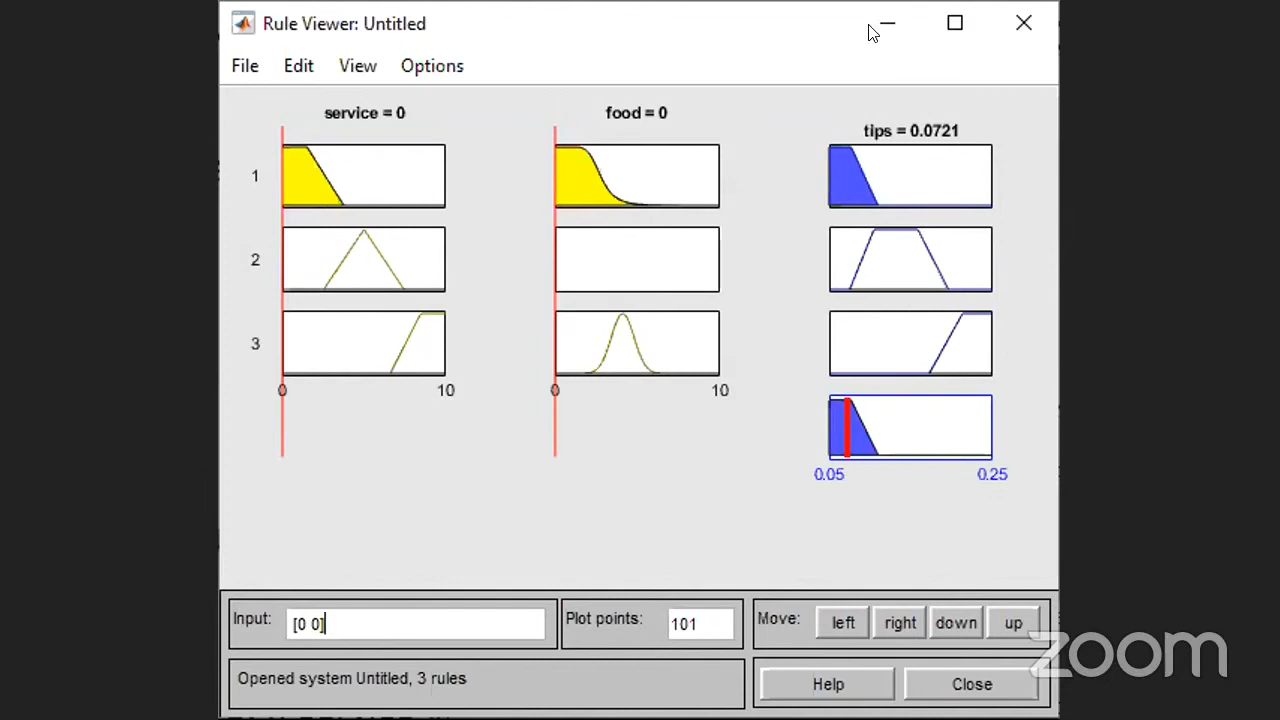 Rule Viewer: Untitled
File Edit View Options
service = 0 food = 0 tips = 0.0721
1
2
3
0 10 0 10
0.05 0.25
Input: [0 0] Plot points: 101 Move: left right down up
Opened system Untitled, 3 rules Help Close
zoom